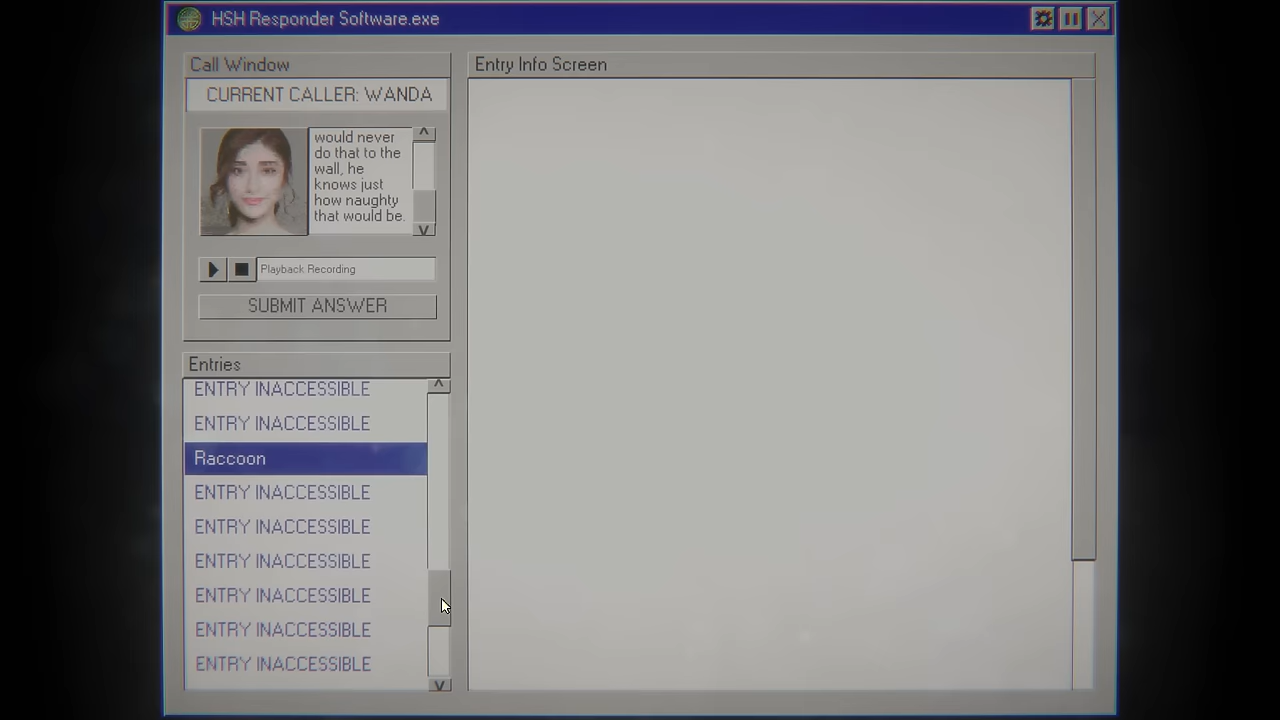 HSH Responder Software.exe
Call Window
CURRENT CALLER: WANDA
would never
do that to the
wall, he
knows just
how naughty
that would be.
Playback Recording
SUBMIT ANSWER
Entries
ENTRY INACCESSIBLE
ENTRY INACCESSIBLE
Raccoon
ENTRY INACCESSIBLE
ENTRY INACCESSIBLE
ENTRY INACCESSIBLE
ENTRY INACCESSIBLE
ENTRY INACCESSIBLE
ENTRY INACCESSIBLE
Entry Info Screen